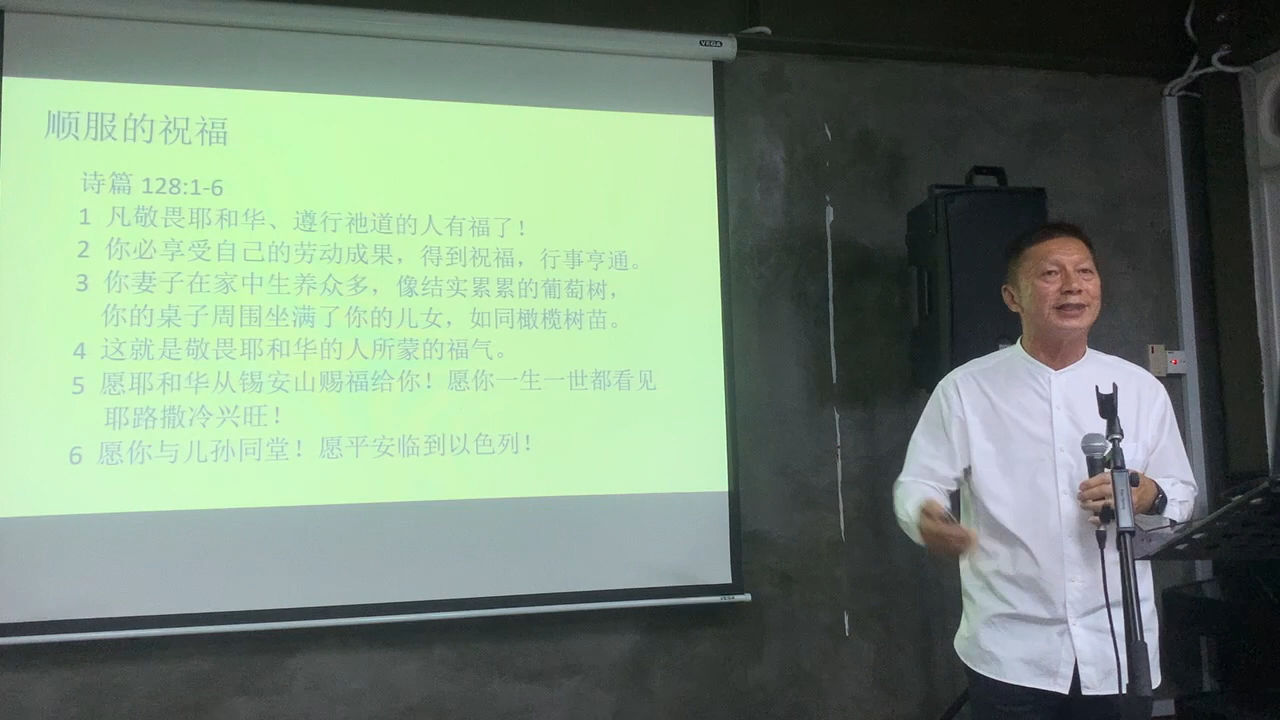 VEGA
顺服的祝福
诗篇 128:1-6
1 凡敬畏耶和华、遵行祂道的人有福了！
2 你必享受自己的劳动成果，得到祝福，行事亨通。
3 你妻子在家中生养众多，像结实累累的葡萄树，
你的桌子周围坐满了你的儿女，如同橄榄树苗。
4 这就是敬畏耶和华的人所蒙的福气。
5 愿耶和华从锡安山赐福给你！愿你一生一世都看见
耶路撒冷兴旺！
6 愿你与儿孙同堂！愿平安临到以色列！
VEGA